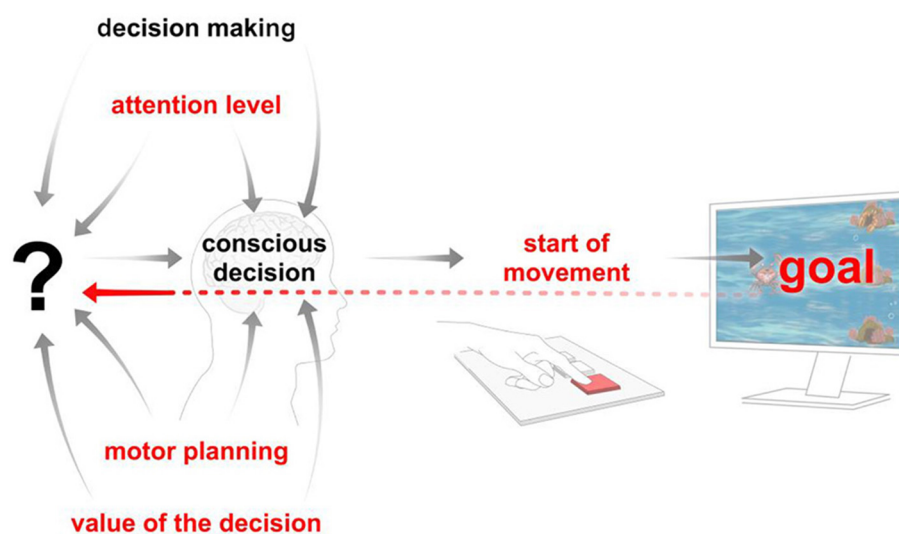 decision making
attention level
?
conscious
decision
start of
movement
goal
motor planning
value of the decision